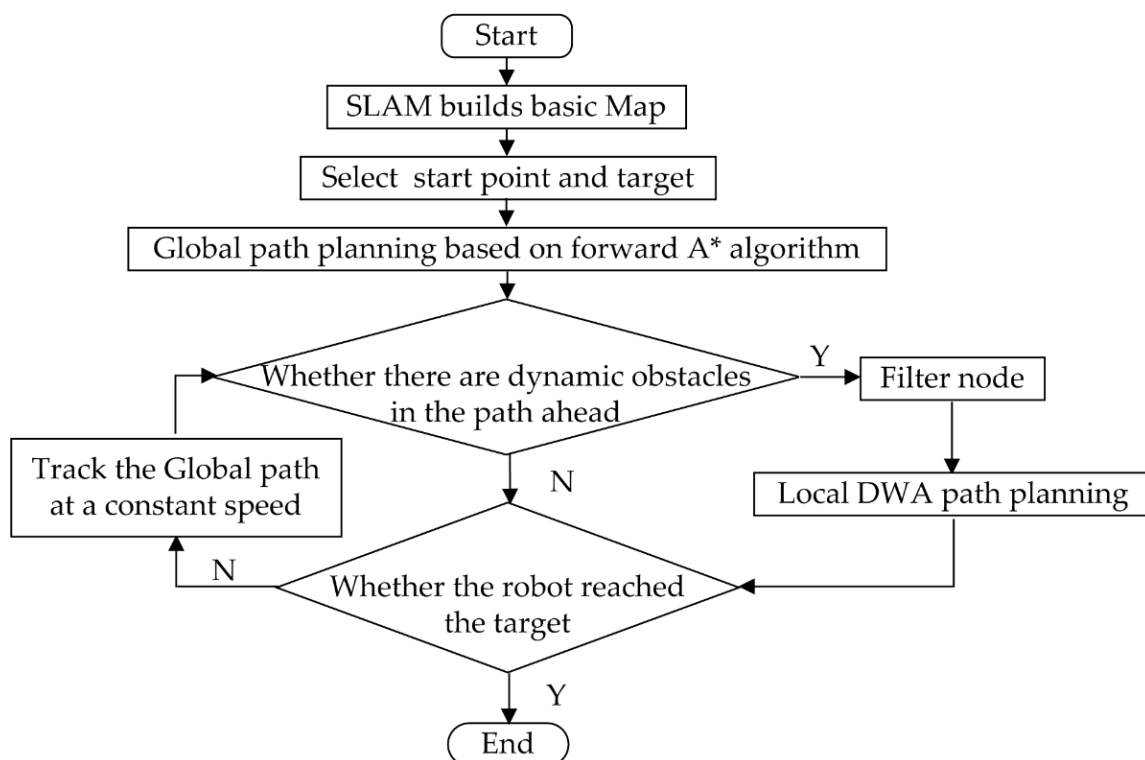 Start
SLAM builds basic Map
Select start point and target
Global path planning based on forward A* algorithm
Whether there are dynamic obstacles
in the path ahead
Y
Filter node
N
Local DWA path planning
Track the Global path
at a constant speed
N
Whether the robot reached
the target
Y
End